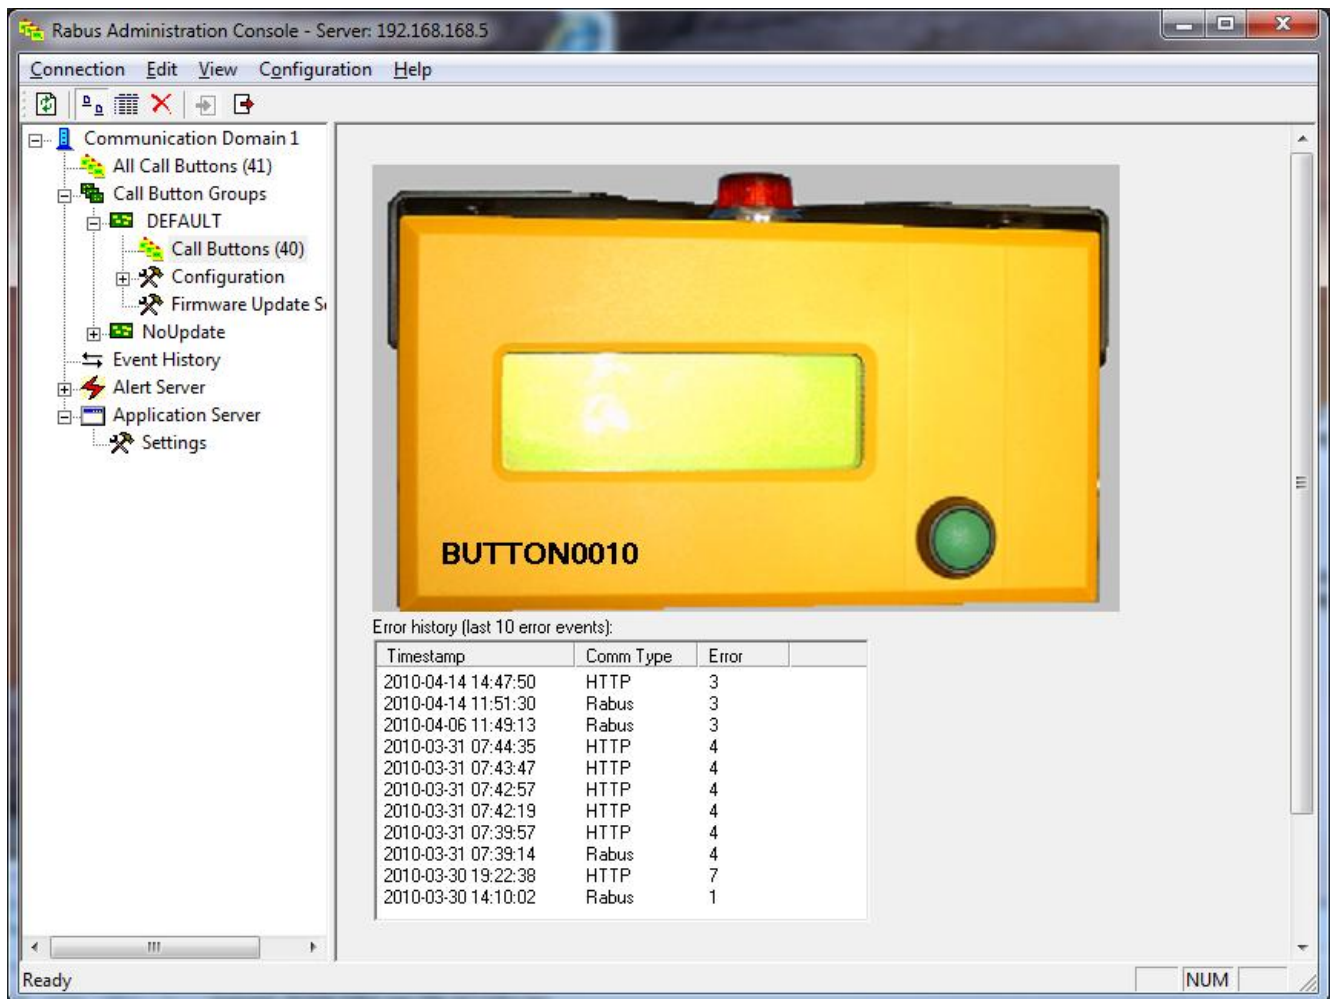 Rabus Administration Console - Server: 192.168.168.5
Connection Edit View Configuration Help
Communication Domain 1
All Call Buttons (41)
Call Button Groups
DEFAULT
Call Buttons (40)
Configuration
Firmware Update S
NoUpdate
Event History
Alert Server
Application Server
Settings
BUTTON0010
Error history (last 10 error events):
Timestamp Comm Type Error
2010-04-14 14:47:50 HTTP 3
2010-04-14 11:51:30 Rabus 3
2010-04-06 11:49:13 Rabus 3
2010-03-31 07:44:35 HTTP 4
2010-03-31 07:43:47 HTTP 4
2010-03-31 07:42:57 HTTP 4
2010-03-31 07:42:19 HTTP 4
2010-03-31 07:39:57 HTTP 4
2010-03-31 07:39:14 Rabus 4
2010-03-30 19:22:38 HTTP 7
2010-03-30 14:10:02 Rabus 1
Ready NUM